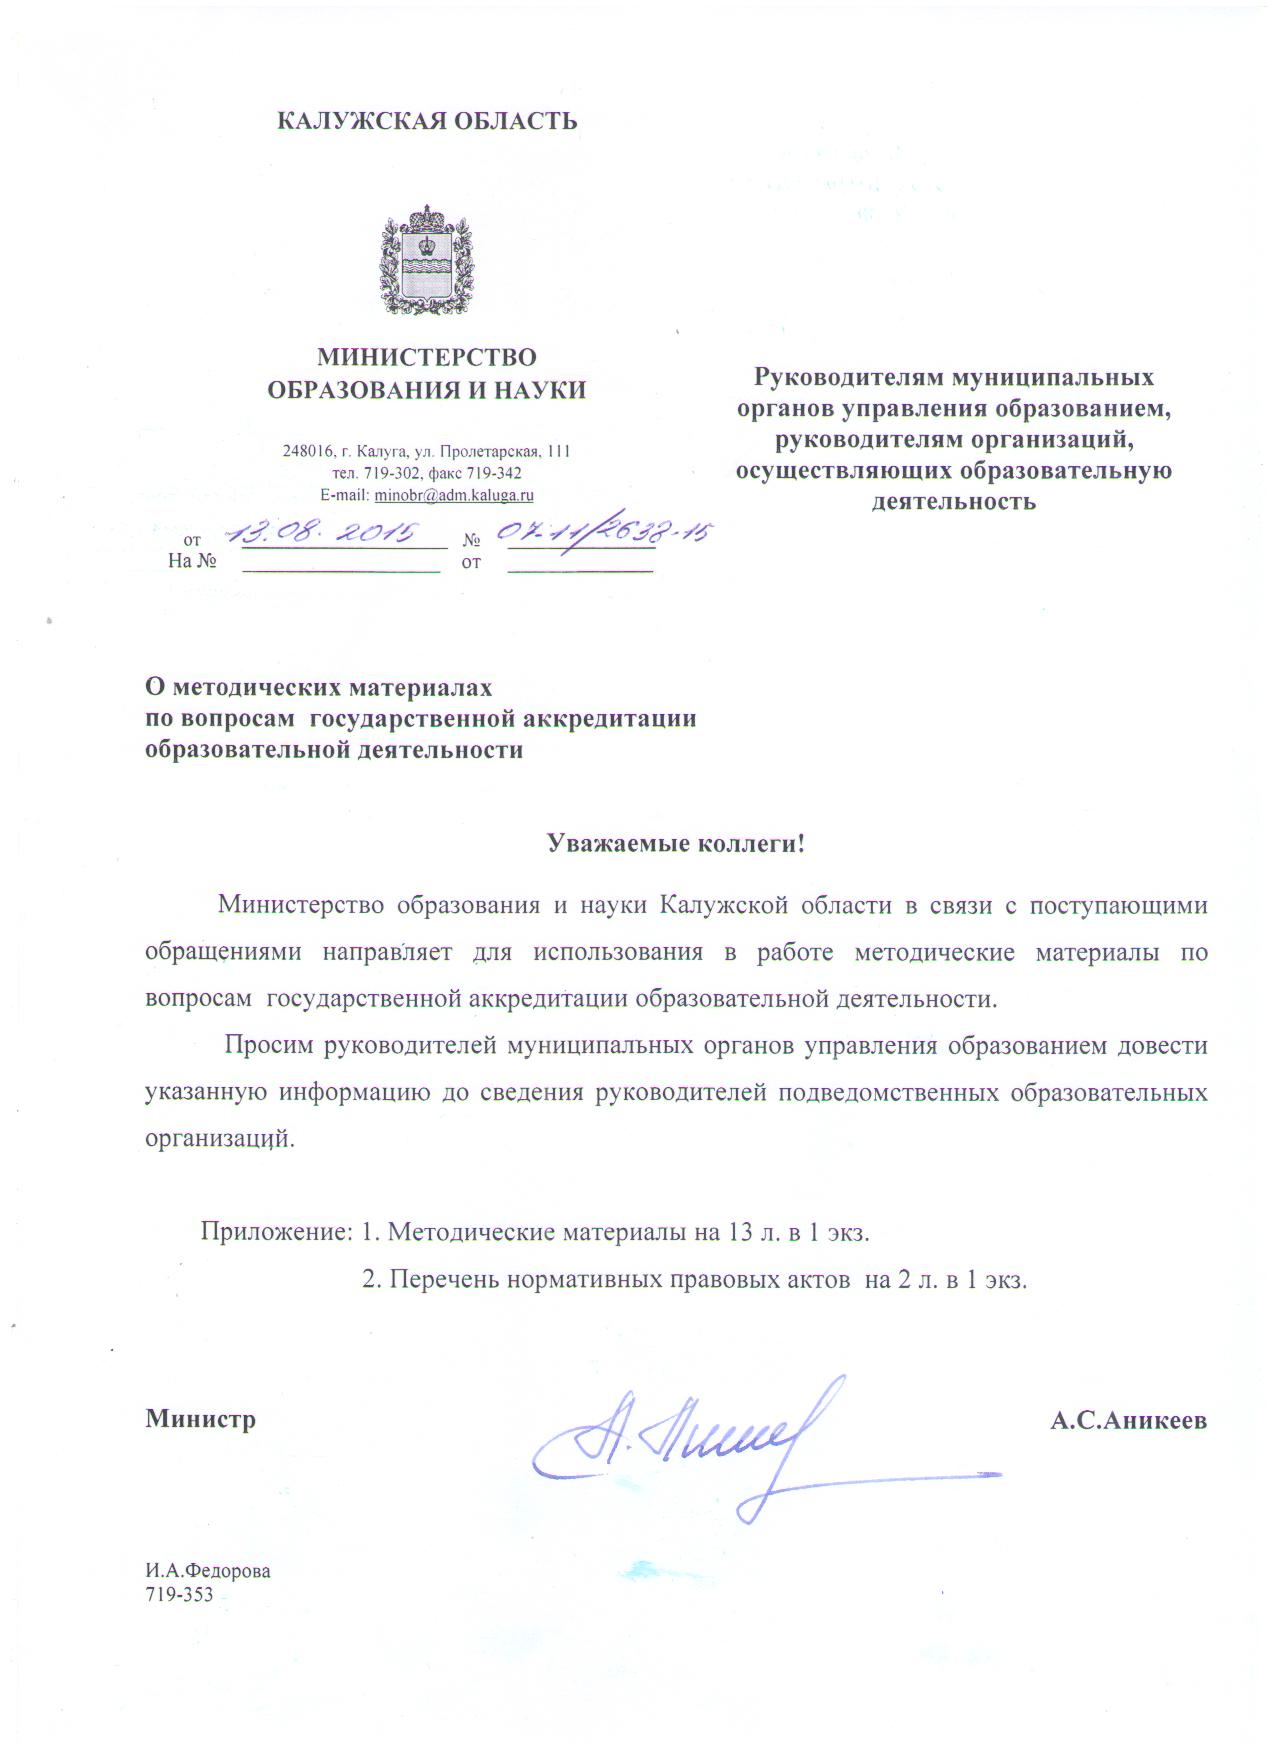 КАЛУЖСКАЯ ОБЛАСТЬ
МИНИСТЕРСТВО
ОБРАЗОВАНИЯ И НАУКИ
248016, г. Калуга, ул. Пролетарская, 111
тел. 719-302, факс 719-342
E-mail: minobr@adm.kaluga.ru
от 13.08.2015 № 07-11/2638-15
На № от
Руководителям муниципальных
органов управления образованием,
руководителям организаций,
осуществляющих образовательную
деятельность
О методических материалах
по вопросам государственной аккредитации
образовательной деятельности
Уважаемые коллеги!
Министерство образования и науки Калужской области в связи с поступающими
обращениями направляет для использования в работе методические материалы по
вопросам государственной аккредитации образовательной деятельности.
Просим руководителей муниципальных органов управления образованием довести
указанную информацию до сведения руководителей подведомственных образовательных
организаций.
Приложение: 1. Методические материалы на 13 л. в 1 экз.
2. Перечень нормативных правовых актов на 2 л. в 1 экз.
Министр А.С.Аникеев
И.А.Федорова
719-353